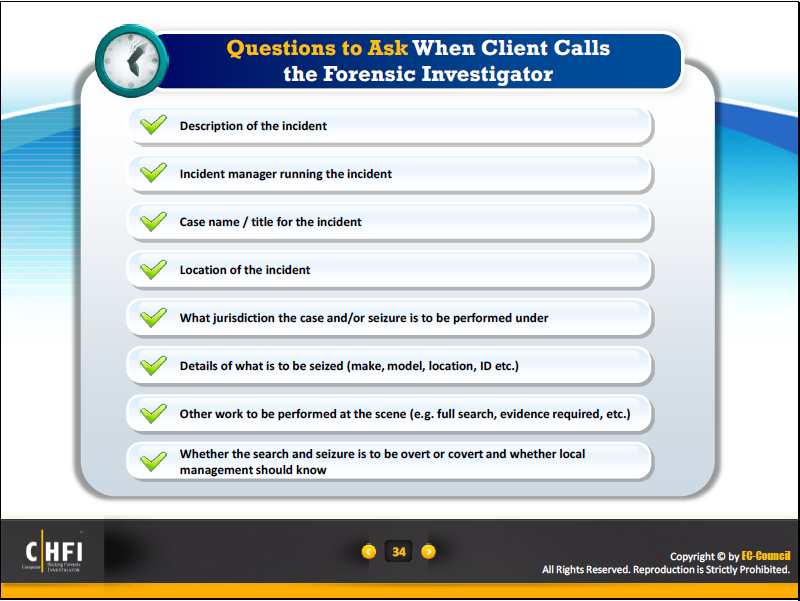 Questions to Ask When Client Calls
the Forensic Investigator
Description of the incident
Incident manager running the incident
Case name / title for the incident
Location of the incident
What jurisdiction the case and/or seizure is to be performed under
Details of what is to be seized (make, model, location, ID etc.)
Other work to be performed at the scene (e.g. full search, evidence required, etc.)
Whether the search and seizure is to be overt or covert and whether local
management should know
CHFI
Computer Hacking Forensic
INVESTIGATOR
34
Copyright © by EC-Council
All Rights Reserved. Reproduction is Strictly Prohibited.